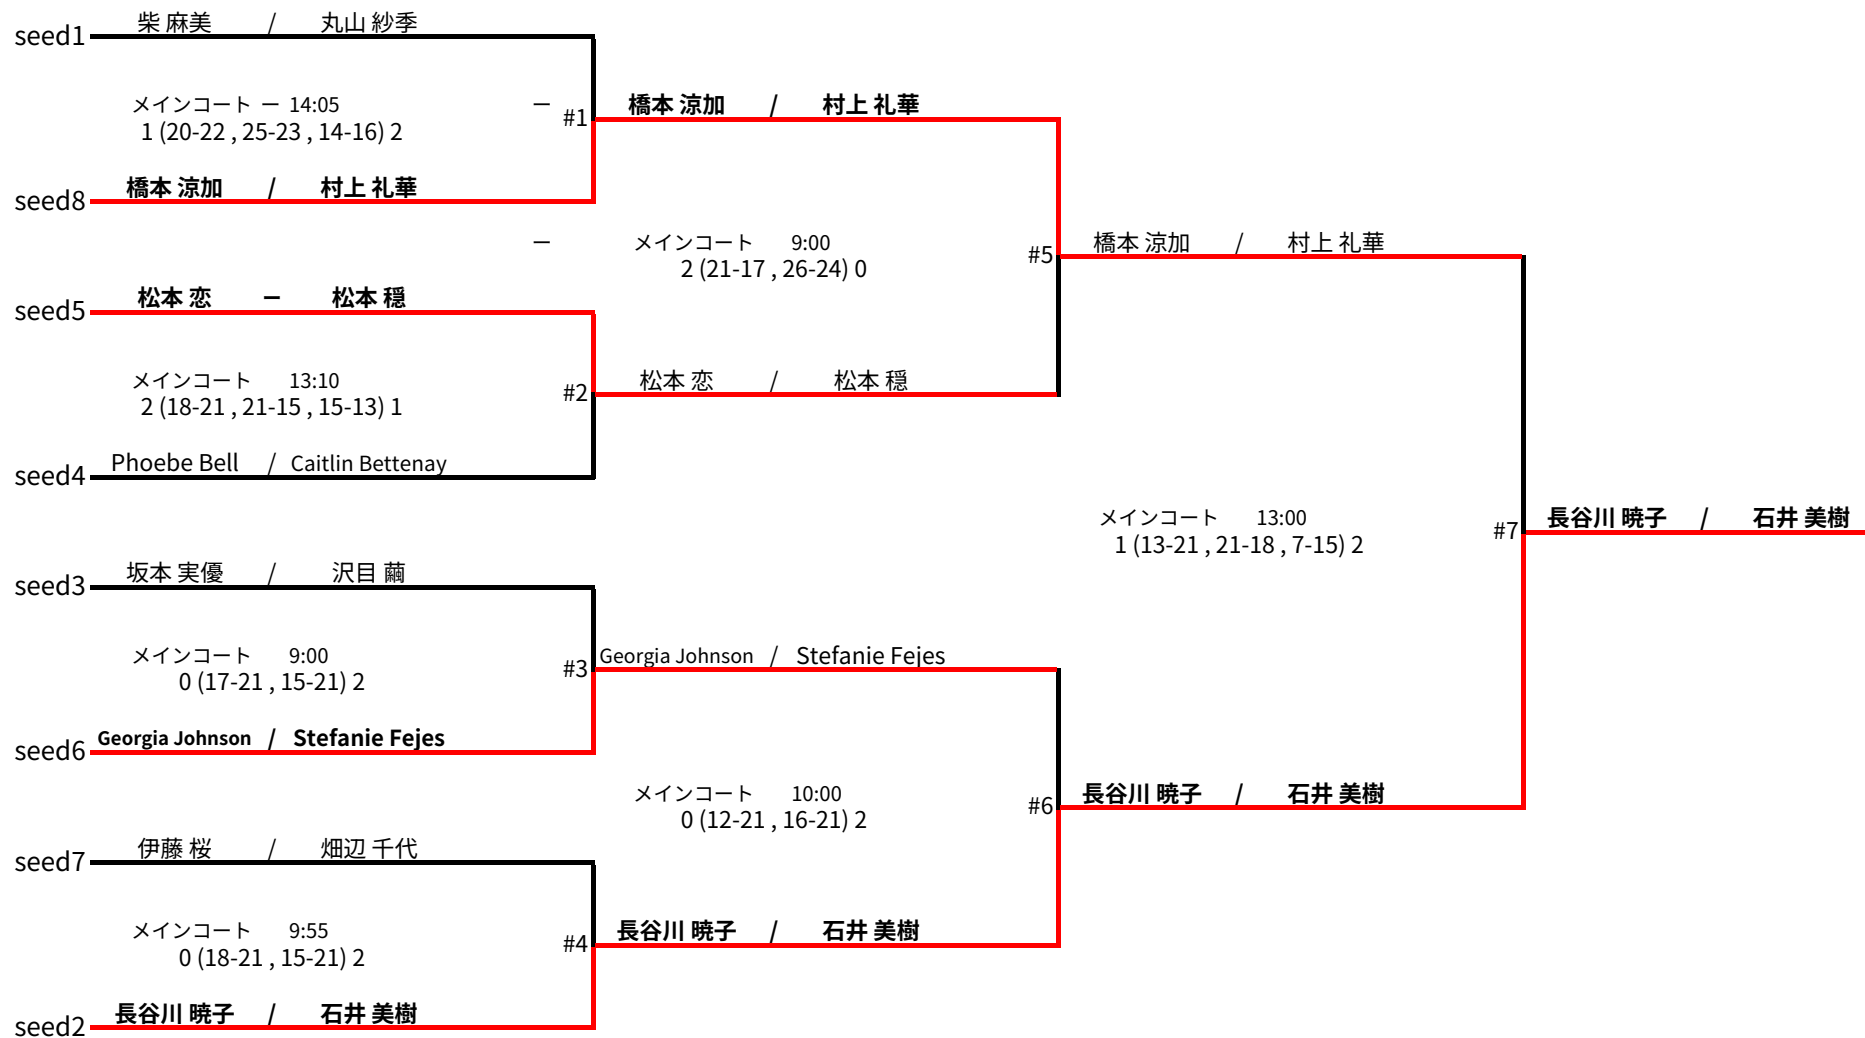 seed1 柴 麻美 / 丸山 紗季
メインコート ー 14:05 ー
1 (20-22 , 25-23 , 14-16) 2
#1 橋本 涼加 / 村上 礼華
seed8 橋本 涼加 / 村上 礼華
ー メインコート 9:00
2 (21-17 , 26-24) 0
#5 橋本 涼加 / 村上 礼華
seed5 松本 恋 ー 松本 穏
メインコート 13:10
2 (18-21 , 21-15 , 15-13) 1
#2 松本 恋 / 松本 穏
seed4 Phoebe Bell / Caitlin Bettenay
メインコート 13:00
1 (13-21 , 21-18 , 7-15) 2
#7 長谷川 暁子 / 石井 美樹
seed3 坂本 実優 / 沢目 繭
メインコート 9:00
0 (17-21 , 15-21) 2
#3 Georgia Johnson / Stefanie Fejes
seed6 Georgia Johnson / Stefanie Fejes
メインコート 10:00
0 (12-21 , 16-21) 2
#6 長谷川 暁子 / 石井 美樹
seed7 伊藤 桜 / 畑辺 千代
メインコート 9:55
0 (18-21 , 15-21) 2
#4 長谷川 暁子 / 石井 美樹
seed2 長谷川 暁子 / 石井 美樹